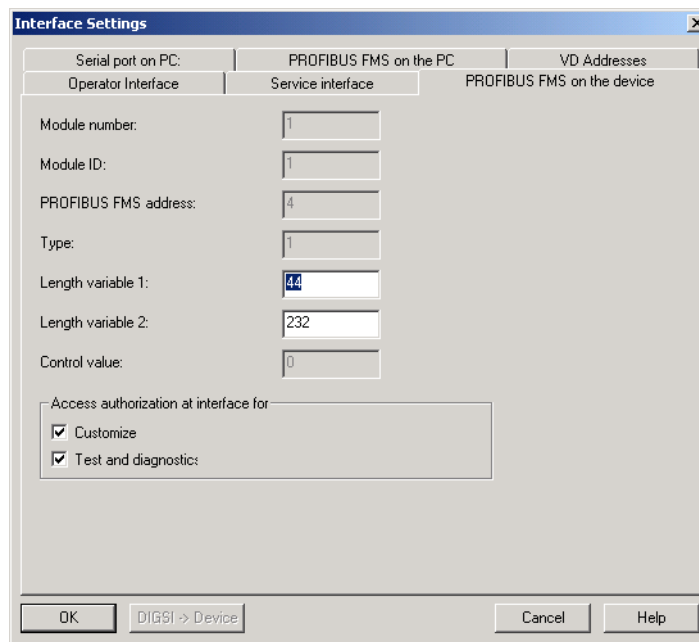 Interface Settings
Serial port on PC: PROFIBUS FMS on the PC VD Addresses
Operator Interface Service interface PROFIBUS FMS on the device
Module number: 1
Module ID: 1
PROFIBUS FMS address: 4
Type: 1
Length variable 1: 44
Length variable 2: 232
Control value: 0
Access authorization at interface for
Customize
Test and diagnostics
OK DIGSI -> Device Cancel Help